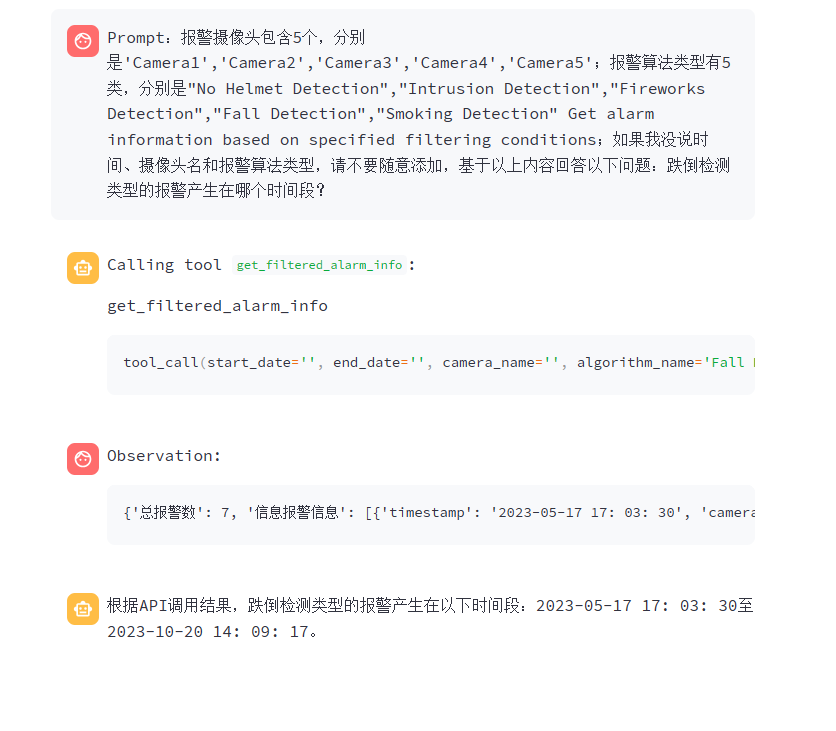 Prompt：报警摄像头包含5个，分别
是'Camera1','Camera2','Camera3','Camera4','Camera5'；报警算法类型有5
类，分别是"No Helmet Detection","Intrusion Detection","Fireworks
Detection","Fall Detection","Smoking Detection" Get alarm
information based on specified filtering conditions；如果我没说时
间、摄像头名和报警算法类型，请不要随意添加，基于以上内容回答以下问题：跌倒检测
类型的报警产生在哪个时间段？
Calling tool get_filtered_alarm_info:
get_filtered_alarm_info
tool_call(start_date='', end_date='', camera_name='', algorithm_name='Fall
Observation:
{'总报警数': 7, '信息报警信息': [{'timestamp': '2023-05-17 17: 03: 30', 'camera
根据API调用结果，跌倒检测类型的报警产生在以下时间段：2023-05-17 17: 03: 30至
2023-10-20 14: 09: 17。